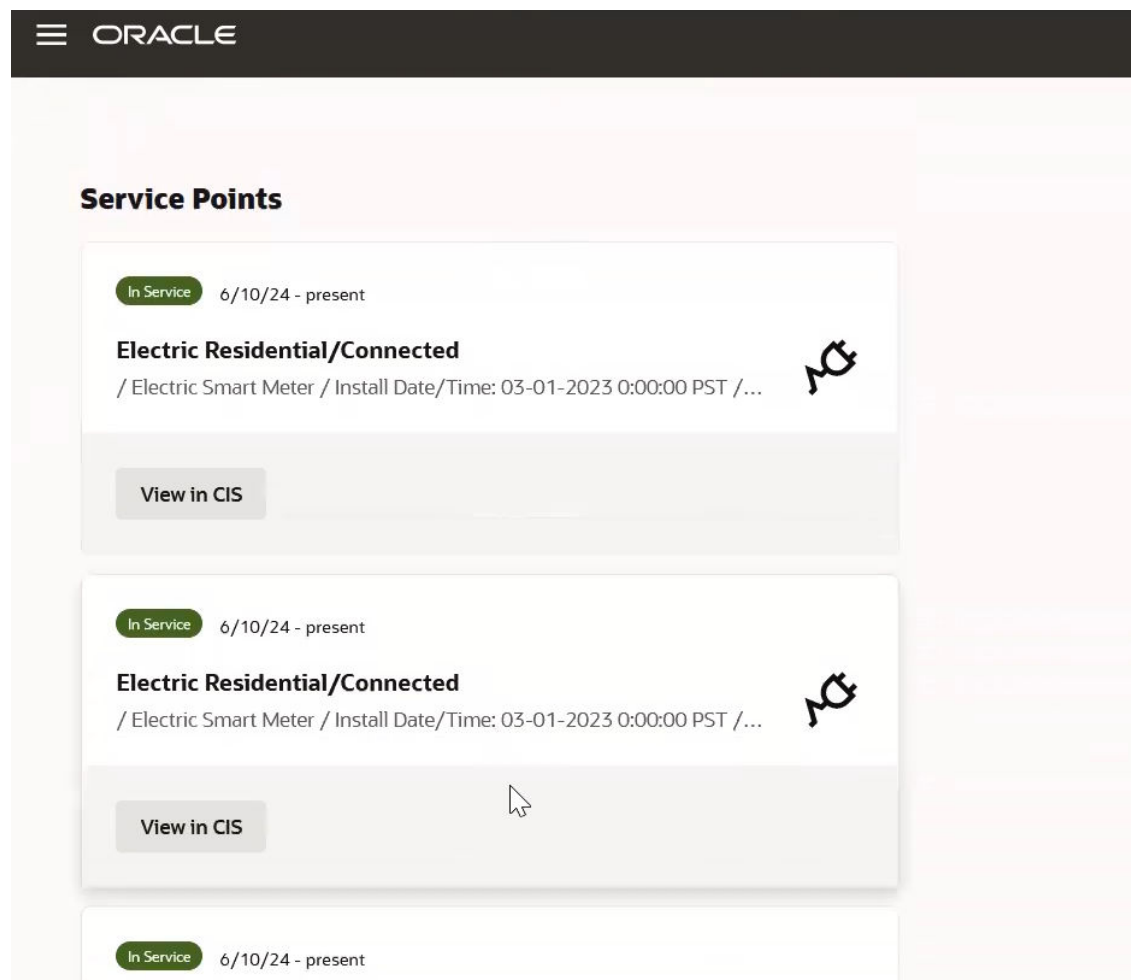 ORACLE
Service Points
In Service 6/10/24 - present
Electric Residential/Connected
/ Electric Smart Meter / Install Date/Time: 03-01-2023 0:00:00 PST /...
View in CIS
In Service 6/10/24 - present
Electric Residential/Connected
/ Electric Smart Meter / Install Date/Time: 03-01-2023 0:00:00 PST /...
View in CIS
In Service 6/10/24 - present